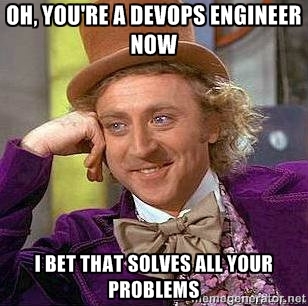 OH, YOU'RE A DEVOPS ENGINEER
NOW
I BET THAT SOLVES ALL YOUR
PROBLEMS
memegenerator.net